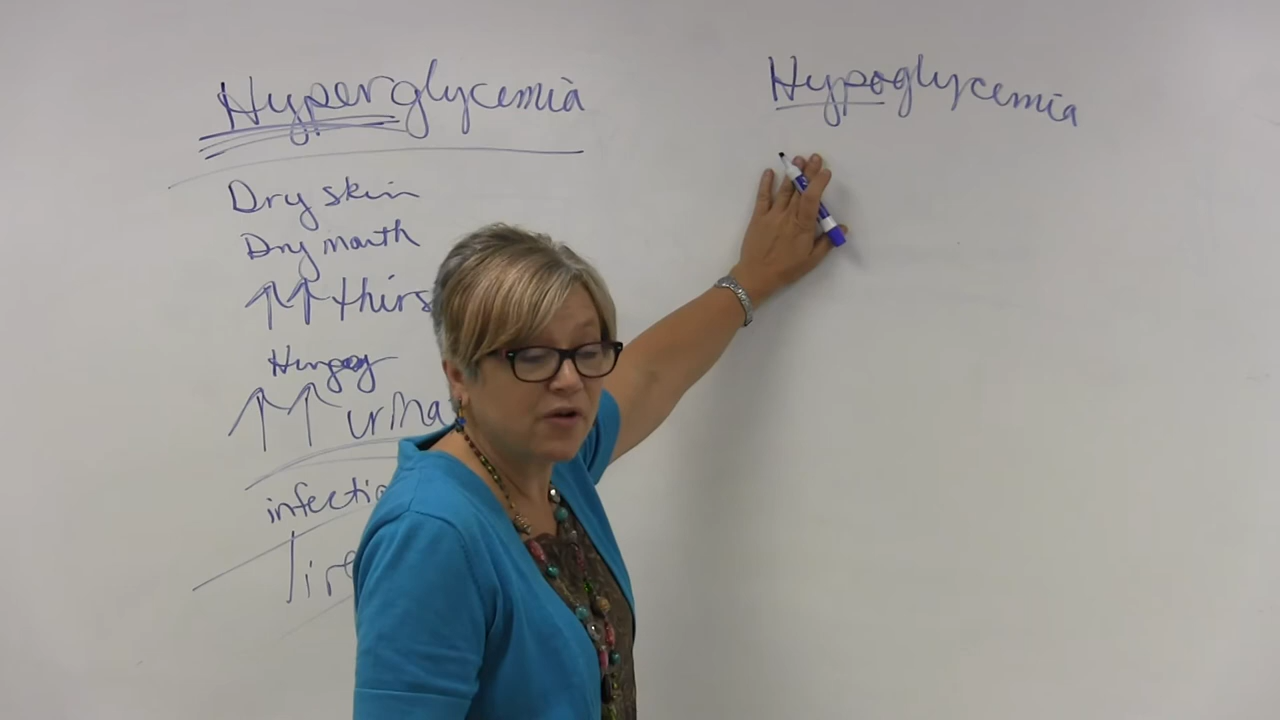 Hyperglycemia
Dry skin
Dry mouth
↑↑ thirs
Hungry
↑↑ urina
infectio
Tire
Hypoglycemia